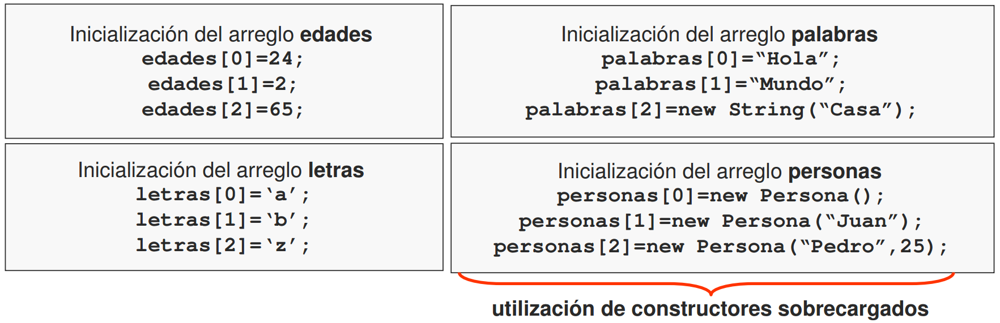 Inicialización del arreglo edades
edades[0]=24;
edades[1]=2;
edades[2]=65;
Inicialización del arreglo palabras
palabras[0]=“Hola”;
palabras[1]=“Mundo”;
palabras[2]=new String(“Casa”);
Inicialización del arreglo letras
letras[0]=‘a’;
letras[1]=‘b’;
letras[2]=‘z’;
Inicialización del arreglo personas
personas[0]=new Persona();
personas[1]=new Persona(“Juan”);
personas[2]=new Persona(“Pedro”,25);
utilización de constructores sobrecargados